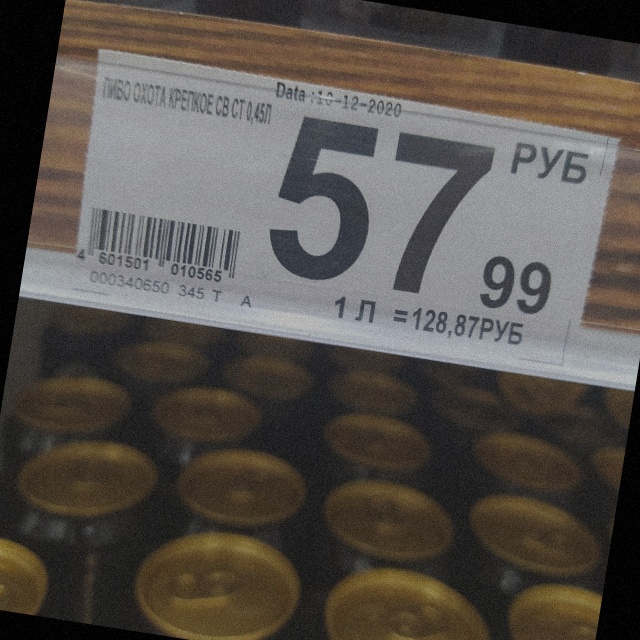 ПИВО ОХОТА КРЕПКОЕ СВ СТ 0,45Л
Data :10-12-2020
57 99 РУБ
4 601501 010565
000340650 345 Т А
1 Л =128,87РУБ